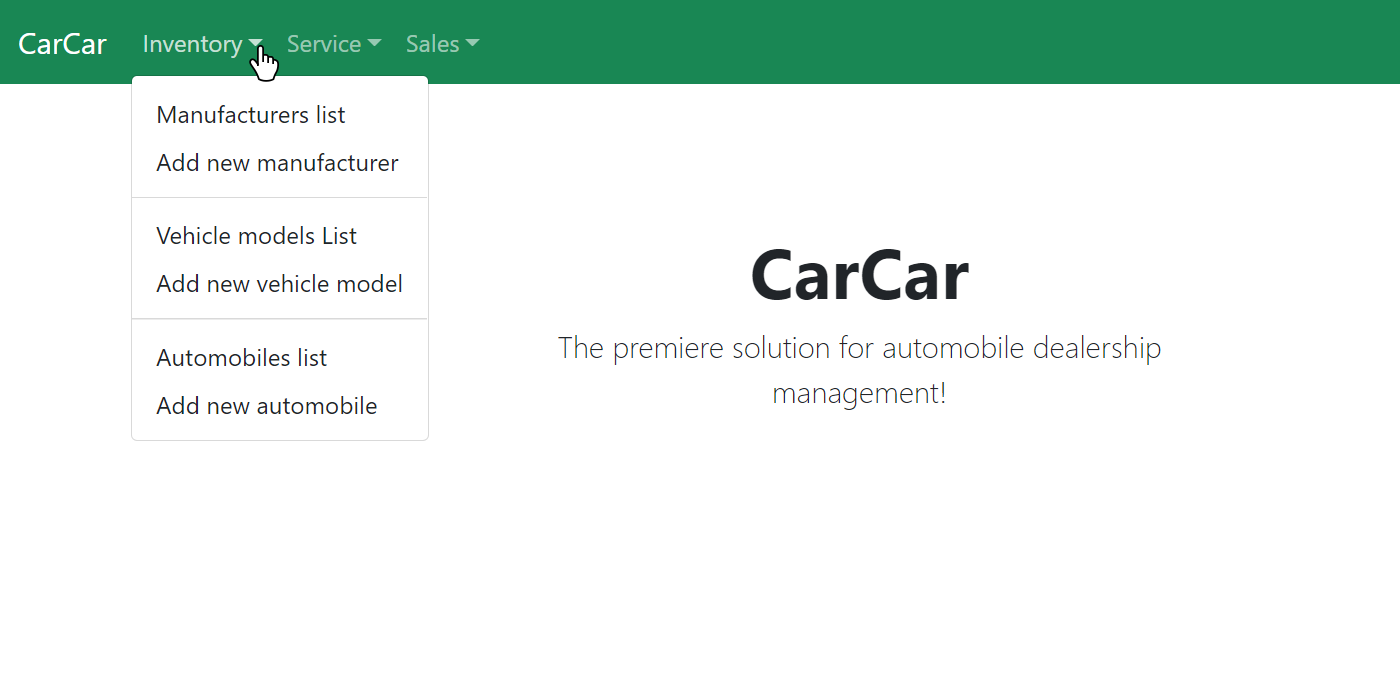 CarCar Inventory Service Sales
Manufacturers list
Add new manufacturer
Vehicle models List
Add new vehicle model
Automobiles list
Add new automobile
CarCar
The premiere solution for automobile dealership
management!